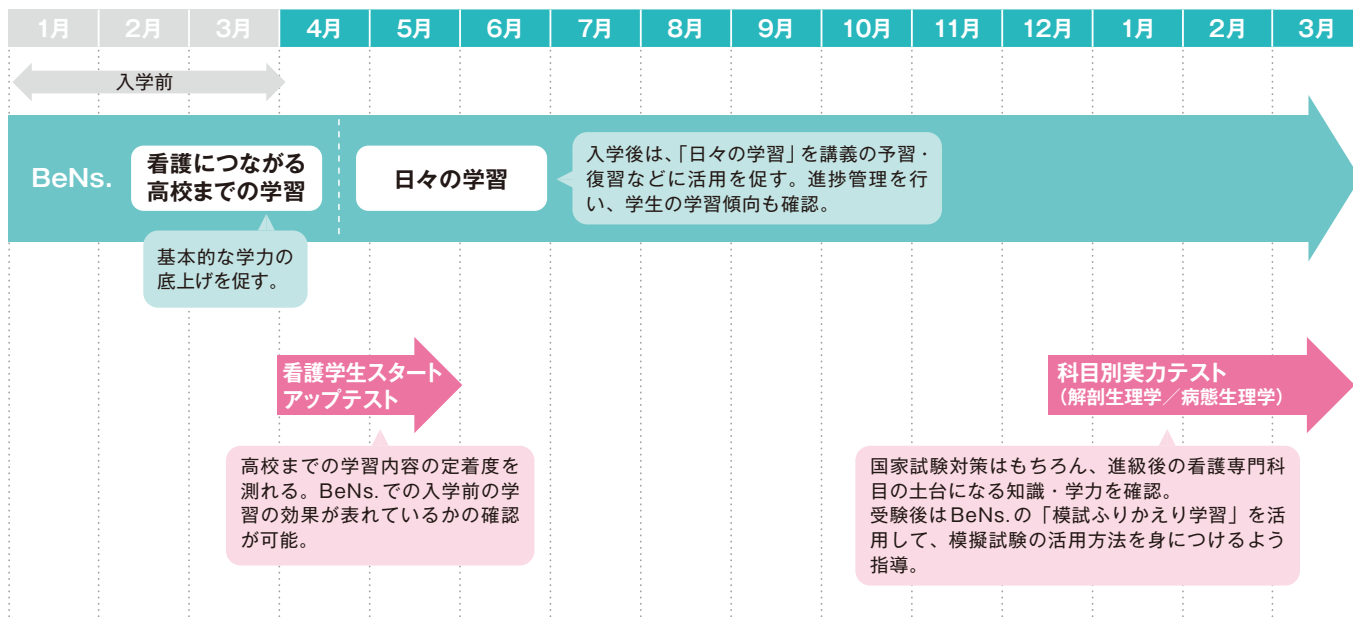 1月 2月 3月 4月 5月 6月 7月 8月 9月 10月 11月 12月 1月 2月 3月
入学前
BeNs.
看護につながる
高校までの学習
日々の学習
入学後は、「日々の学習」を講義の予習・
復習などに活用を促す。進捗管理を行
い、学生の学習傾向も確認。
基本的な学力の
底上げを促す。
看護学生スタート
アップテスト
科目別実力テスト
（解剖生理学／病態生理学）
高校までの学習内容の定着度を
測れる。BeNs.での入学前の学
習の効果が表れているかの確認
が可能。
国家試験対策はもちろん、進級後の看護専門科
目の土台になる知識・学力を確認。
受験後はBeNs.の「模試ふりかえり学習」を活
用して、模擬試験の活用方法を身につけるよう
指導。